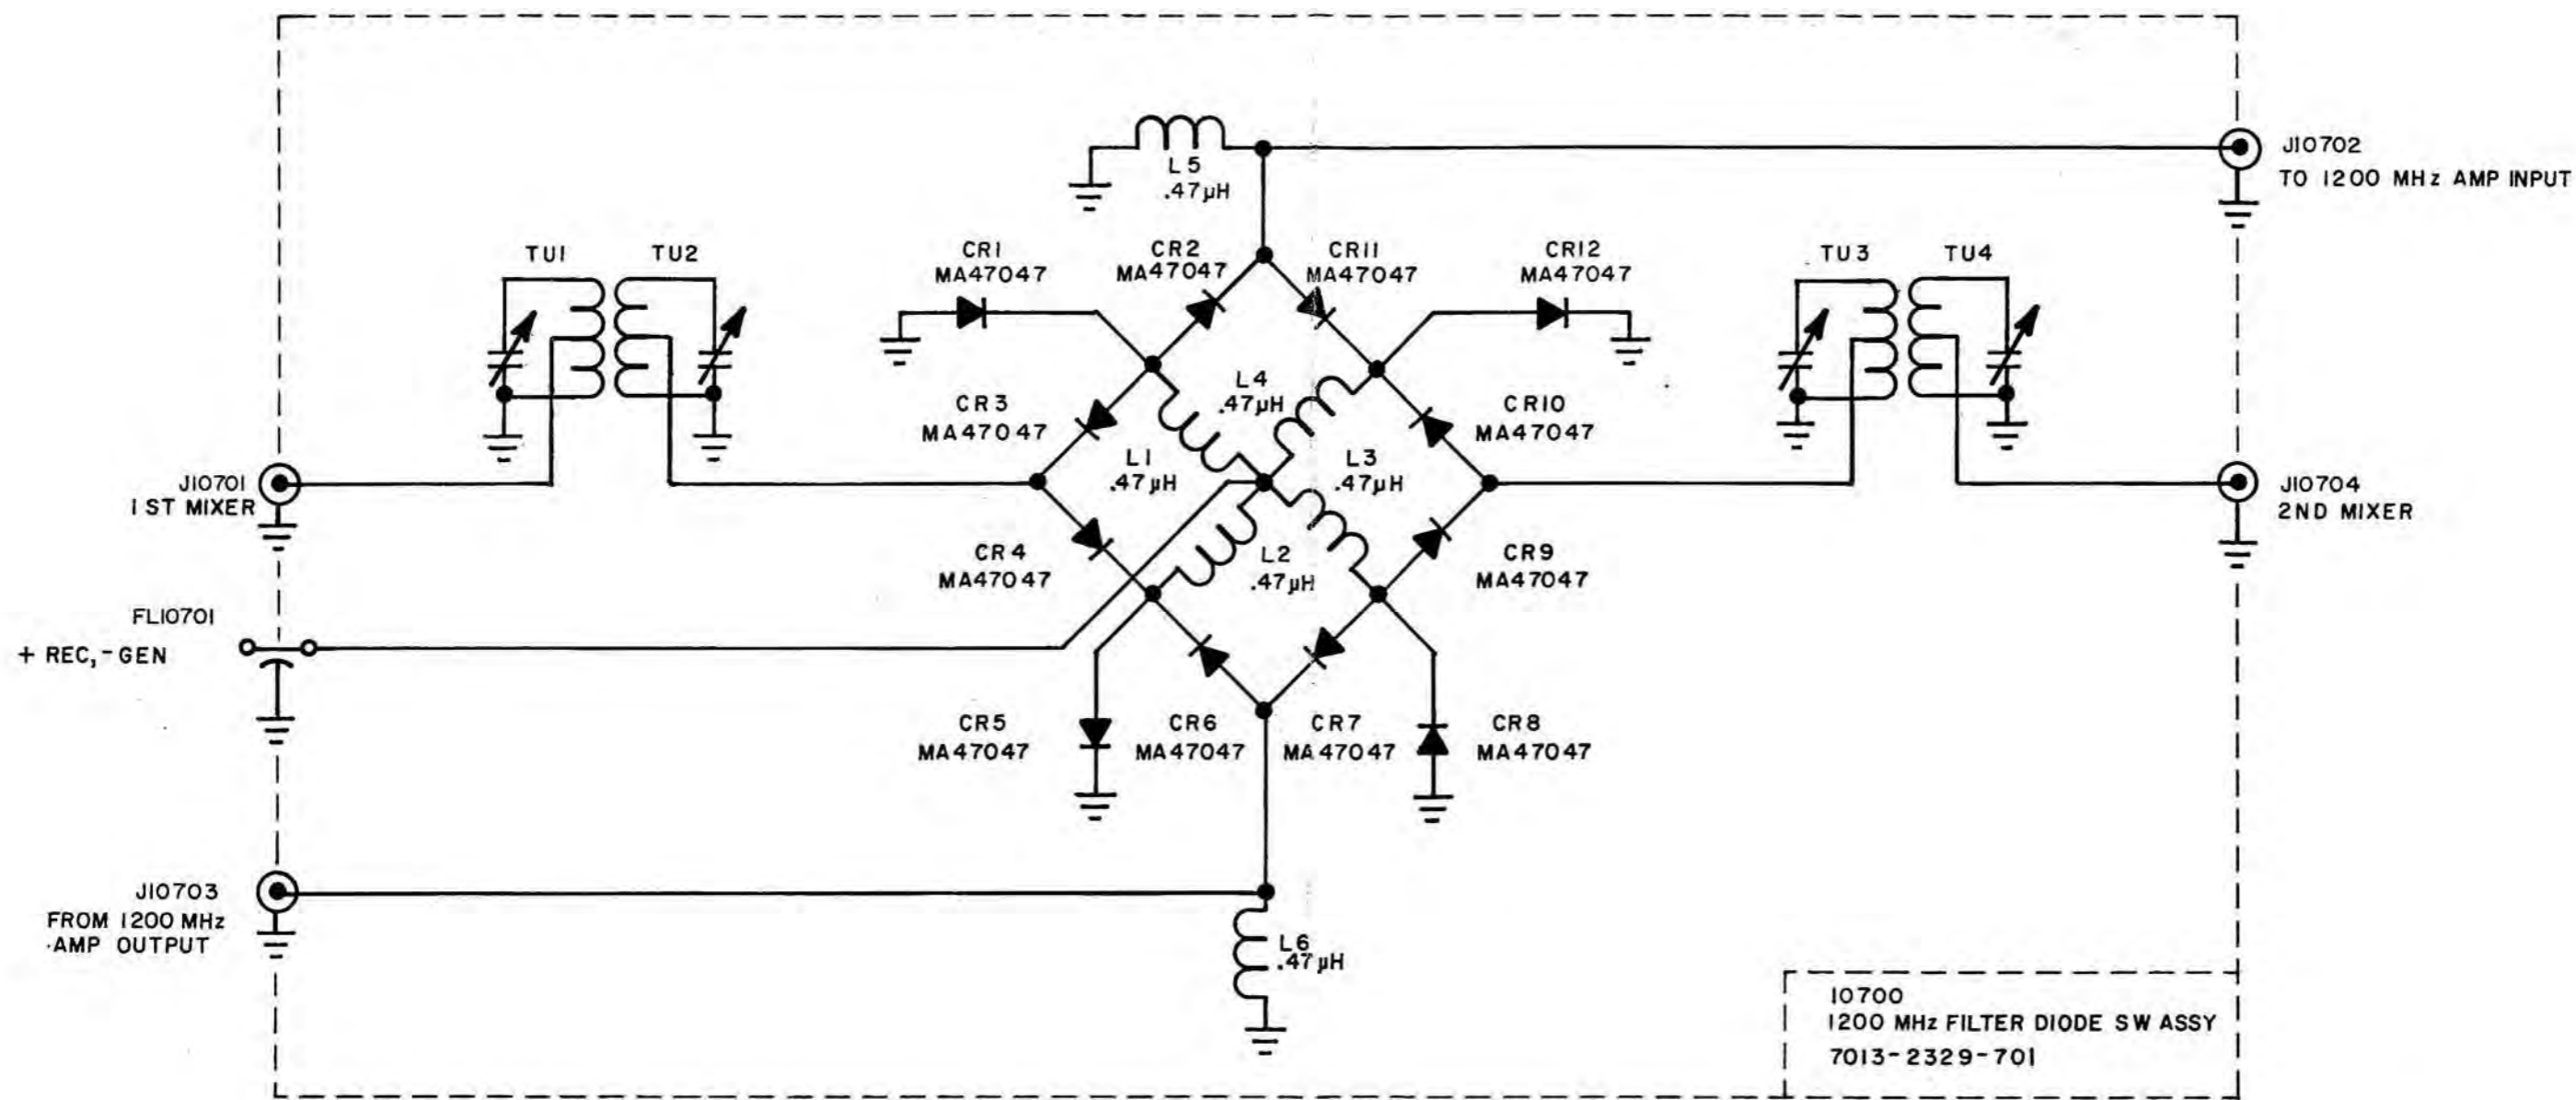 J10702
TO 1200 MHz AMP INPUT
L5
.47µH
TU1
TU2
CR1
MA47047
CR2
MA47047
CR11
MA47047
CR12
MA47047
TU3
TU4
L4
.47µH
CR3
MA47047
CR10
MA47047
L1
.47µH
L3
.47µH
J10701
1ST MIXER
J10704
2ND MIXER
CR4
MA47047
L2
.47µH
CR9
MA47047
FL10701
+ REC, - GEN
CR5
MA47047
CR6
MA47047
CR7
MA47047
CR8
MA47047
J10703
FROM 1200 MHz
AMP OUTPUT
L6
.47µH
10700
1200 MHz FILTER DIODE SW ASSY
7013-2329-701